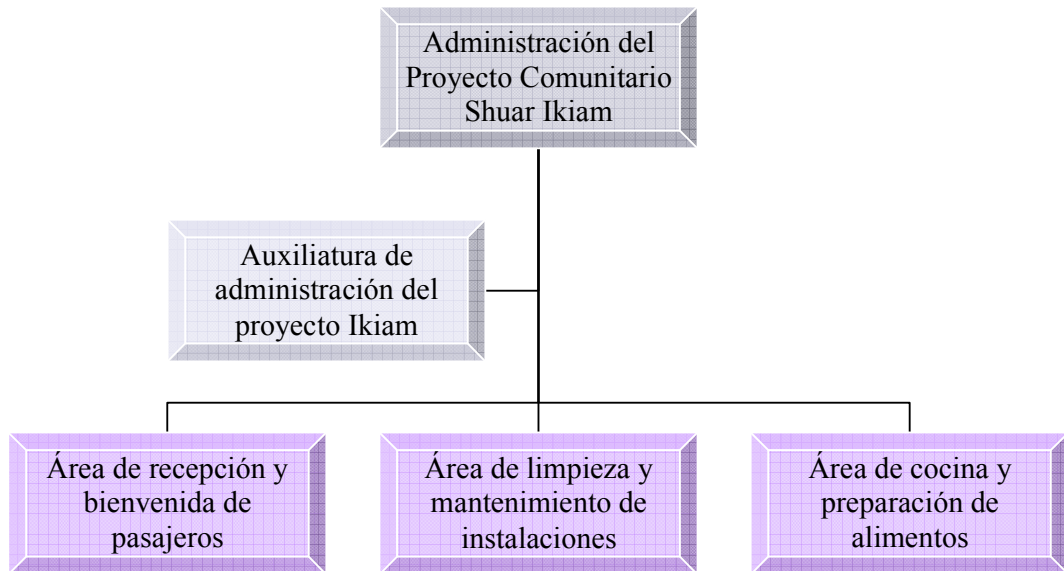 Administración del
Proyecto Comunitario
Shuar Ikiam
Auxiliatura de
administración del
proyecto Ikiam
Área de recepción y
bienvenida de
pasajeros
Área de limpieza y
mantenimiento de
instalaciones
Área de cocina y
preparación de
alimentos